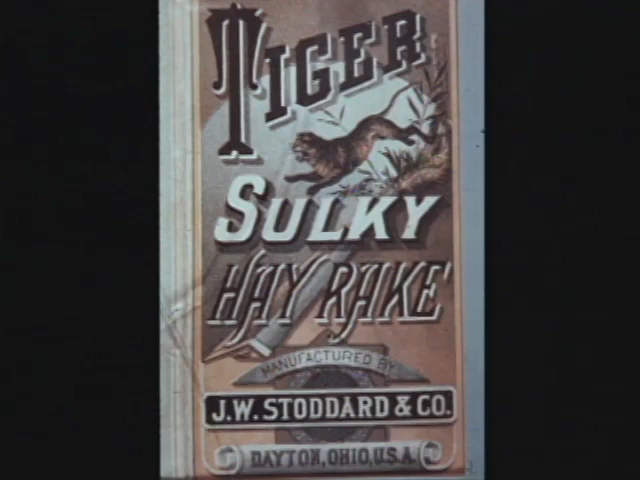 TIGER
SULKY
HAY RAKE
MANUFACTURED BY
J.W. STODDARD & CO.
DAYTON, OHIO, U.S.A.